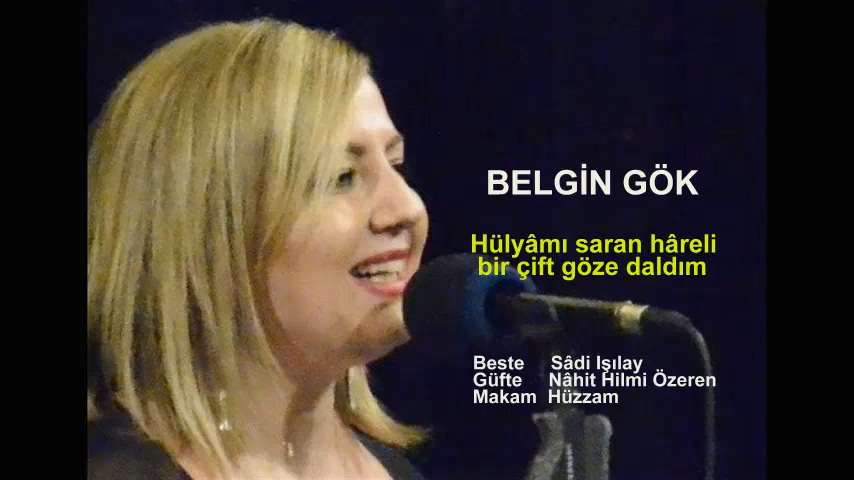 BELGİN GÖK
Hülyâmı saran hâreli
bir çift göze daldım
Beste Sâdi Işılay
Güfte Nâhit Hilmi Özeren
Makam Hüzzam